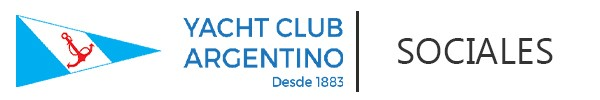 YACHT CLUB
ARGENTINO
Desde 1883
SOCIALES